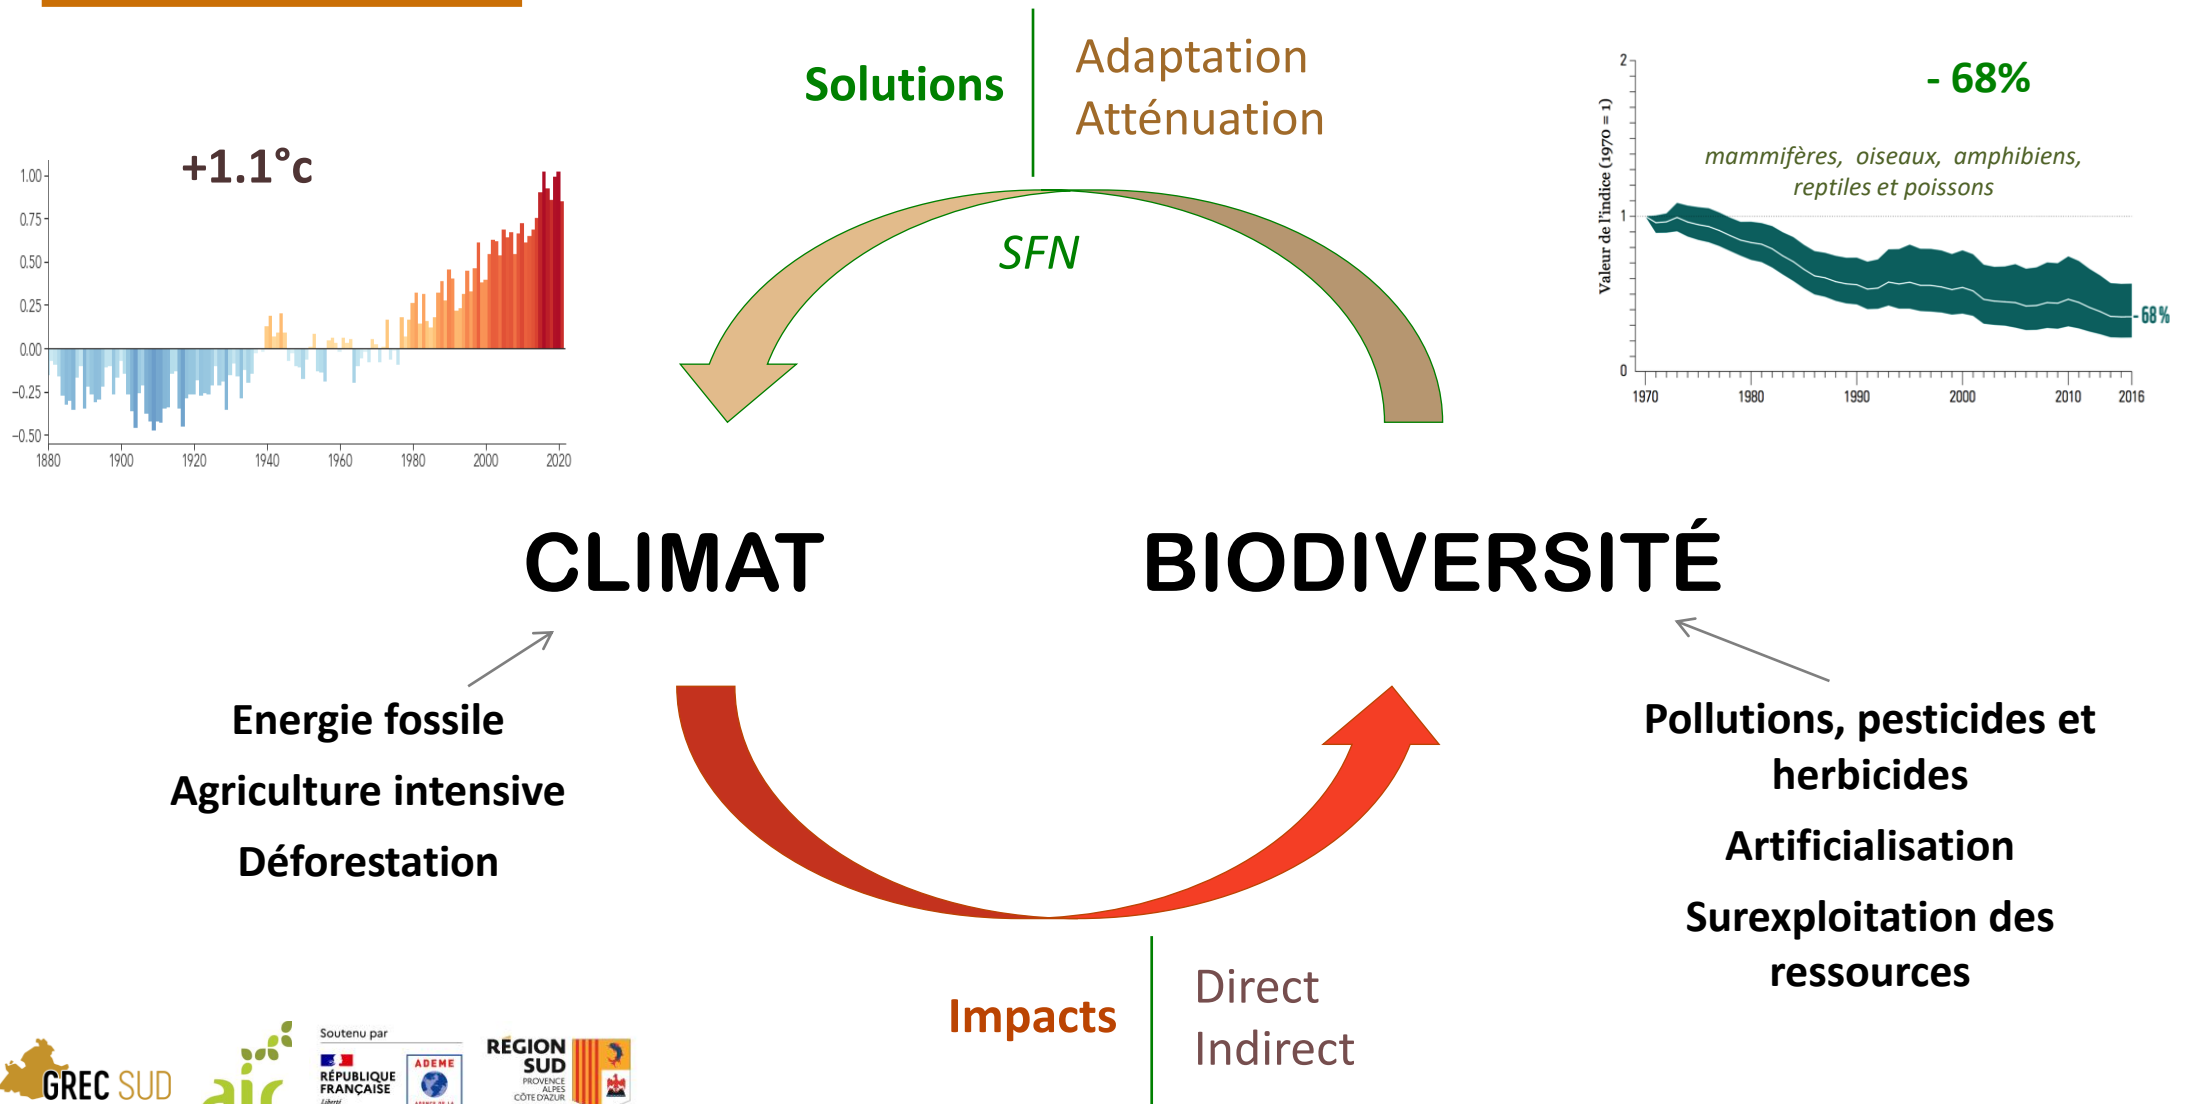 Solutions
Adaptation
Atténuation
- 68%
mammifères, oiseaux, amphibiens,
reptiles et poissons
Valeur de l'indice (1970 = 1)
2
1
0
1970
1980
1990
2000
2010
2016
- 68%
+1.1°c
1.00
0.75
0.50
0.25
0.00
−0.25
−0.50
1880
1900
1920
1940
1960
1980
2000
2020
SFN
CLIMAT
BIODIVERSITÉ
Energie fossile
Agriculture intensive
Déforestation
Pollutions, pesticides et
herbicides
Artificialisation
Surexploitation des
ressources
Impacts
Direct
Indirect
GREC SUD
air
Soutenu par
RÉPUBLIQUE
FRANÇAISE
Liberté
ADEME
RÉGION
SUD
PROVENCE
ALPES
CÔTE D'AZUR